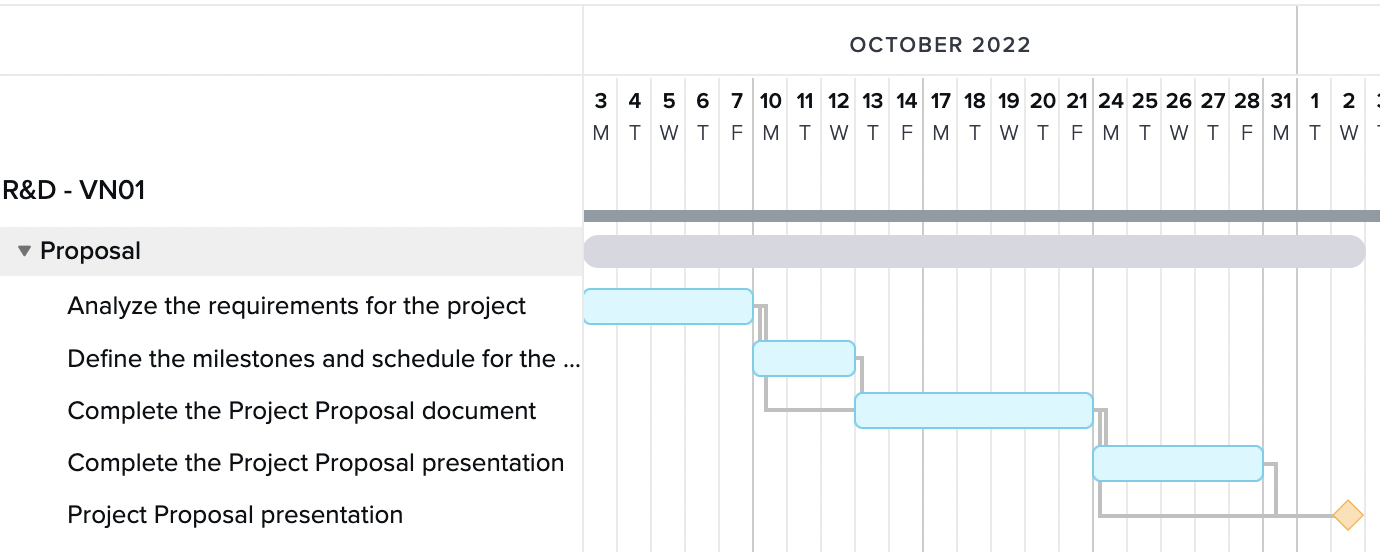 OCTOBER 2022
3 4 5 6 7 10 11 12 13 14 17 18 19 20 21 24 25 26 27 28 31 1 2
M T W T F M T W T F M T W T F M T W T F M T W
R&D - VN01
Proposal
Analyze the requirements for the project
Define the milestones and schedule for the ...
Complete the Project Proposal document
Complete the Project Proposal presentation
Project Proposal presentation